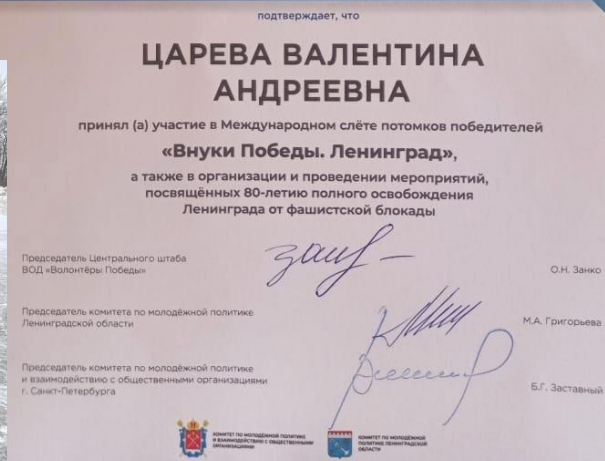 подтверждает, что
ЦАРЕВА ВАЛЕНТИНА
АНДРЕЕВНА
принял (а) участие в Международном слёте потомков победителей
«Внуки Победы. Ленинград»,
а также в организации и проведении мероприятий,
посвящённых 80-летию полного освобождения
Ленинграда от фашистской блокады
Председатель Центрального штаба
ВОД «Волонтёры Победы»
О.Н. Занко
Председатель комитета по молодёжной политике
Ленинградской области
М.А. Григорьева
Председатель комитета по молодёжной политике
и взаимодействию с общественными организациями
г. Санкт-Петербурга
Б.Г. Заставный
КОМИТЕТ ПО МОЛОДЁЖНОЙ ПОЛИТИКЕ
И ВЗАИМОДЕЙСТВИЮ С ОБЩЕСТВЕННЫМИ
ОРГАНИЗАЦИЯМИ
КОМИТЕТ ПО МОЛОДЁЖНОЙ
ПОЛИТИКЕ ЛЕНИНГРАДСКОЙ
ОБЛАСТИ